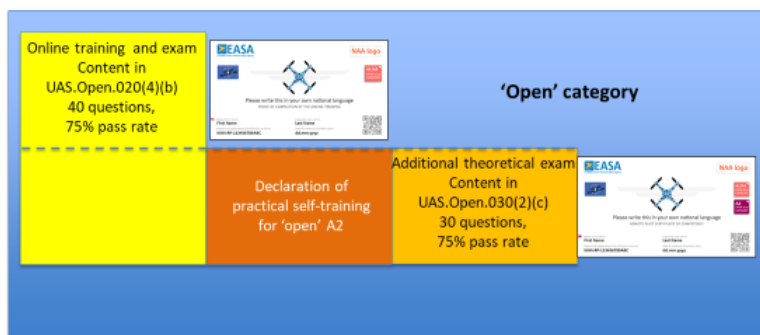 Online training and exam
Content in
UAS.Open.020(4)(b)
40 questions,
75% pass rate
EASA
NAA logo
Please write this in your own national language
First Name
Last Name
'Open' category
Declaration of
practical self-training
for 'open' A2
Additional theoretical exam
Content in
UAS.Open.030(2)(c)
30 questions,
75% pass rate
EASA
NAA logo
Please write this in your own national language
First Name
Last Name